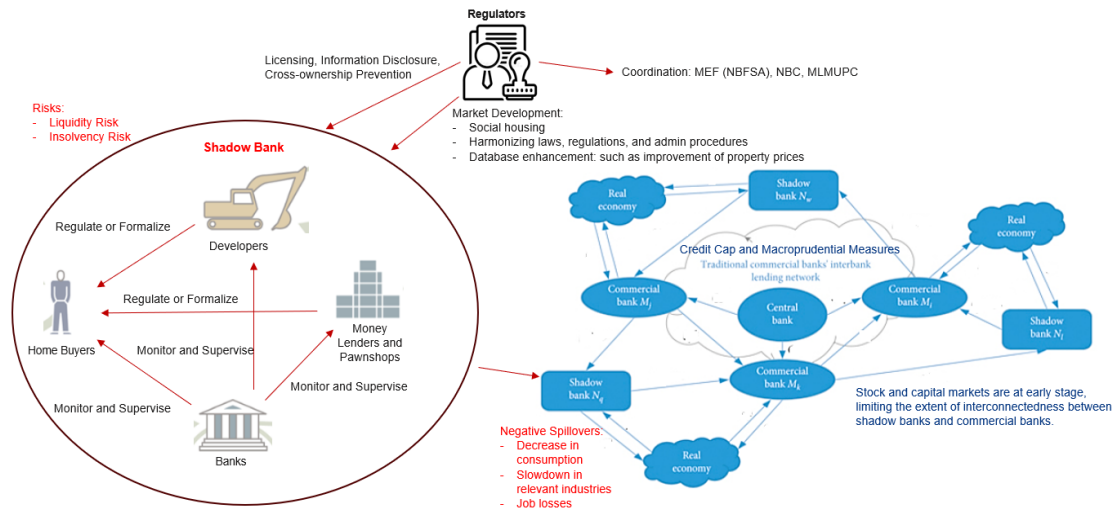 Regulators
Licensing, Information Disclosure,
Cross-ownership Prevention
Coordination: MEF (NBFSA), NBC, MLMUPC
Market Development:
- Social housing
- Harmonizing laws, regulations, and admin procedures
- Database enhancement: such as improvement of property prices
Risks:
- Liquidity Risk
- Insolvency Risk
Shadow Bank
Regulate or Formalize
Developers
Regulate or Formalize
Home Buyers
Money
Lenders and
Pawnshops
Monitor and Supervise
Monitor and Supervise
Monitor and Supervise
Banks
Real
economy
Shadow
bank Nw
Real
economy
Credit Cap and Macroprudential Measures
Traditional commercial banks' interbank
lending network
Commercial
bank Mj
Central
bank
Commercial
bank Mi
Shadow
bank Nl
Shadow
bank Nq
Commercial
bank Mk
Real
economy
Stock and capital markets are at early stage,
limiting the extent of interconnectedness between
shadow banks and commercial banks.
Negative Spillovers:
- Decrease in
consumption
- Slowdown in
relevant industries
- Job losses